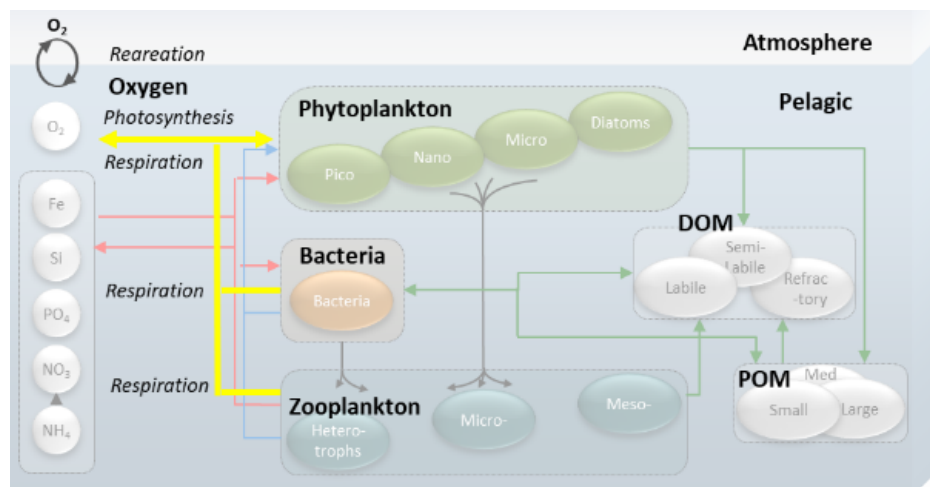 O₂
Reareation
Atmosphere
Oxygen
Pelagic
Photosynthesis
O₂
Respiration
Phytoplankton
Pico
Nano
Micro
Diatoms
Fe
SI
PO₄
NO₃
NH₄
Respiration
Bacteria
Bacteria
DOM
Semi-
Labile
Labile
Refrac
-tory
Respiration
Zooplankton
Hetero-
trophs
Micro-
Meso-
POM
Med
Small
Large